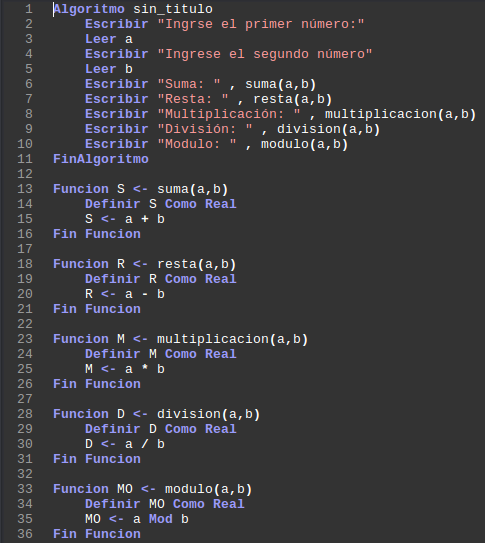 1 Algoritmo sin_titulo
2 Escribir "Ingrse el primer número:"
3 Leer a
4 Escribir "Ingrese el segundo número"
5 Leer b
6 Escribir "Suma: " , suma(a,b)
7 Escribir "Resta: " , resta(a,b)
8 Escribir "Multiplicación: " , multiplicacion(a,b)
9 Escribir "División: " , division(a,b)
10 Escribir "Modulo: " , modulo(a,b)
11 FinAlgoritmo
12
13 Funcion S <- suma(a,b)
14 Definir S Como Real
15 S <- a + b
16 Fin Funcion
17
18 Funcion R <- resta(a,b)
19 Definir R Como Real
20 R <- a - b
21 Fin Funcion
22
23 Funcion M <- multiplicacion(a,b)
24 Definir M Como Real
25 M <- a * b
26 Fin Funcion
27
28 Funcion D <- division(a,b)
29 Definir D Como Real
30 D <- a / b
31 Fin Funcion
32
33 Funcion MO <- modulo(a,b)
34 Definir MO Como Real
35 MO <- a Mod b
36 Fin Funcion